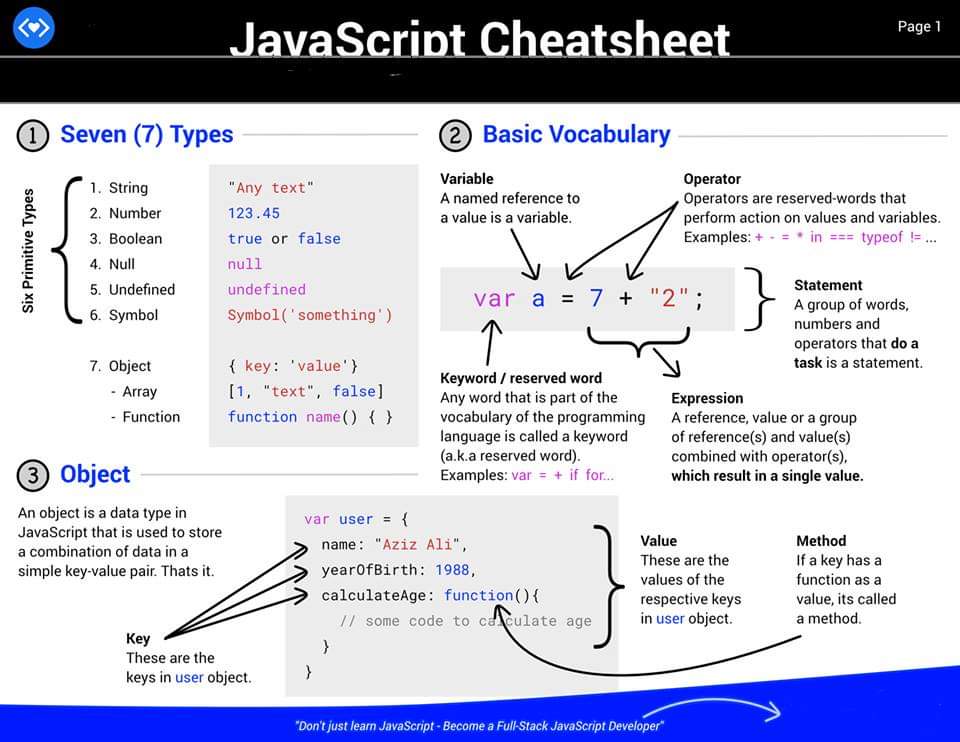 JavaScript Cheatsheet
Page 1
1 Seven (7) Types
Six Primitive Types
1. String "Any text"
2. Number 123.45
3. Boolean true or false
4. Null null
5. Undefined undefined
6. Symbol Symbol('something')
7. Object { key: 'value'}
- Array [1, "text", false]
- Function function name() { }
2 Basic Vocabulary
Variable
A named reference to
a value is a variable.
Operator
Operators are reserved-words that
perform action on values and variables.
Examples: + - = * in === typeof != ...
var a = 7 + "2";
Statement
A group of words,
numbers and
operators that do a
task is a statement.
Keyword / reserved word
Any word that is part of the
vocabulary of the programming
language is called a keyword
(a.k.a reserved word).
Examples: var = + if for...
Expression
A reference, value or a group
of reference(s) and value(s)
combined with operator(s),
which result in a single value.
3 Object
An object is a data type in
JavaScript that is used to store
a combination of data in a
simple key-value pair. Thats it.
var user = {
name: "Aziz Ali",
yearOfBirth: 1988,
calculateAge: function(){
// some code to calculate age
}
}
Key
These are the
keys in user object.
Value
These are the
values of the
respective keys
in user object.
Method
If a key has a
function as a
value, its called
a method.
"Don't just learn JavaScript - Become a Full-Stack JavaScript Developer"